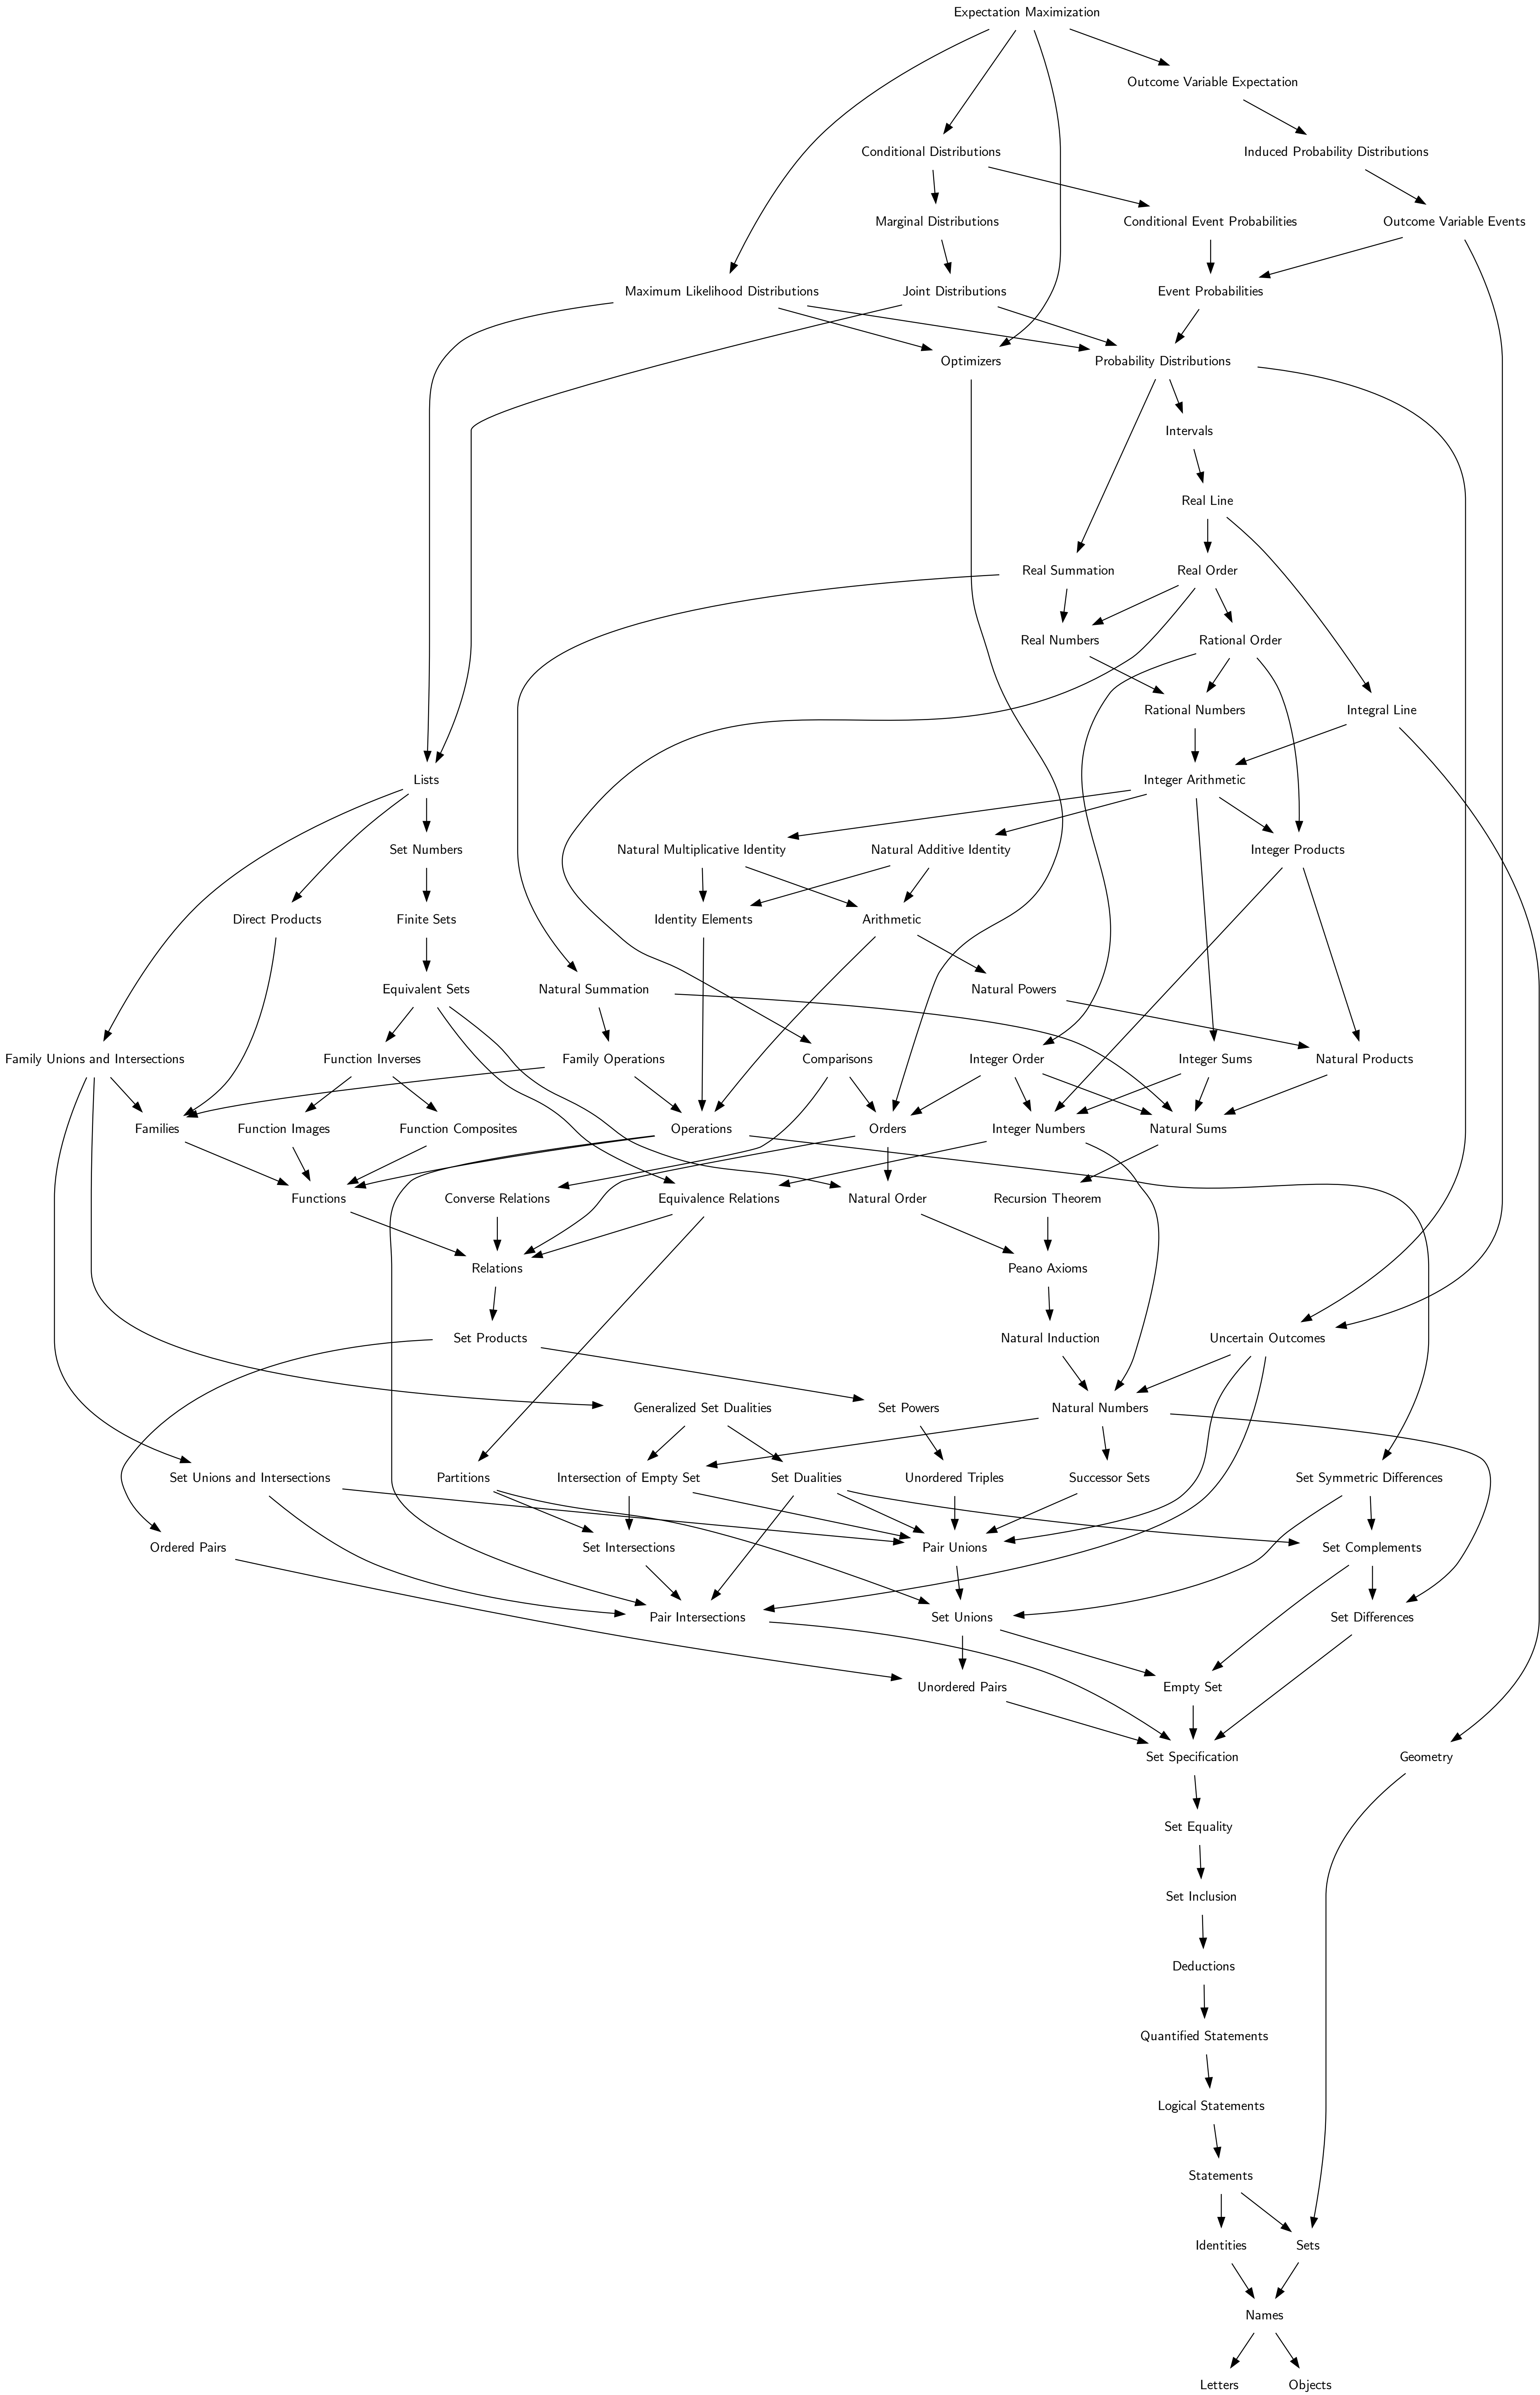 Expectation Maximization
Outcome Variable Expectation
Conditional Distributions
Induced Probability Distributions
Marginal Distributions
Conditional Event Probabilities
Outcome Variable Events
Maximum Likelihood Distributions
Joint Distributions
Event Probabilities
Optimizers
Probability Distributions
Intervals
Real Line
Real Summation
Real Order
Real Numbers
Rational Order
Rational Numbers
Integral Line
Lists
Integer Arithmetic
Set Numbers
Natural Multiplicative Identity
Natural Additive Identity
Integer Products
Direct Products
Finite Sets
Identity Elements
Arithmetic
Equivalent Sets
Natural Summation
Natural Powers
Family Unions and Intersections
Function Inverses
Family Operations
Comparisons
Integer Order
Integer Sums
Natural Products
Families
Function Images
Function Composites
Operations
Orders
Integer Numbers
Natural Sums
Functions
Converse Relations
Equivalence Relations
Natural Order
Recursion Theorem
Relations
Peano Axioms
Set Products
Natural Induction
Uncertain Outcomes
Generalized Set Dualities
Set Powers
Natural Numbers
Set Unions and Intersections
Partitions
Intersection of Empty Set
Set Dualities
Unordered Triples
Successor Sets
Set Symmetric Differences
Ordered Pairs
Set Intersections
Pair Unions
Set Complements
Pair Intersections
Set Unions
Set Differences
Unordered Pairs
Empty Set
Set Specification
Geometry
Set Equality
Set Inclusion
Deductions
Quantified Statements
Logical Statements
Statements
Identities
Sets
Names
Letters
Objects